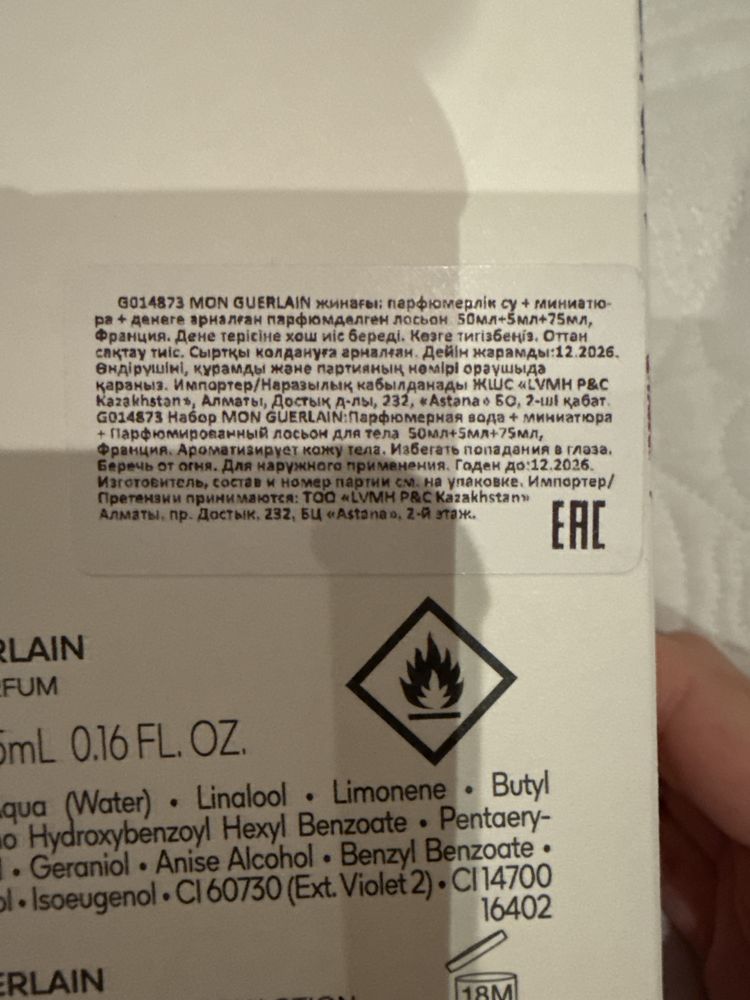 G014873 MON GUERLAIN жинағы: парфюмерлік су + миниатю-
ра + денеге арналған парфюмделген лосьон 50мл+5мл+75мл,
Франция. Дене терісіне хош иіс береді. Көзге тигізбеңіз. Оттан
сақтау тиіс. Сыртқы колдануға арналған. Дейін жарамды:12.2026.
Өндірушіні, құрамды және партияның нөмірі ораушыда
қараңыз. Импортер/Наразылық кабылданады ЖШС «LVMH P&C
Kazakhstan», Алматы, Достық д-лы, 232, «Astana» БО, 2-ші қабат.
G014873 Набор MON GUERLAIN:Парфюмерная вода + миниатюра
+ Парфюмированный лосьон для тела 50мл+5мл+75мл,
Франция. Ароматизирует кожу тела. Избегать попадания в глаза.
Беречь от огня. Для наружного применения. Годен до:12.2026.
Изготовитель, состав и номер партии см. на упаковке. Импортер/
Претензии принимаются: ТОО «LVMH P&C Kazakhstan»
Алматы, пр. Достык, 232, БЦ «Astana», 2-й этаж.
EAC
RLAIN
FUM
5mL 0.16 FL. OZ.
Aqua (Water) • Linalool • Limonene • Butyl
no Hydroxybenzoyl Hexyl Benzoate • Pentaery-
l • Geraniol • Anise Alcohol • Benzyl Benzoate •
ol • Isoeugenol • CI 60730 (Ext. Violet 2) • CI 14700
16402
ERLAIN
18M